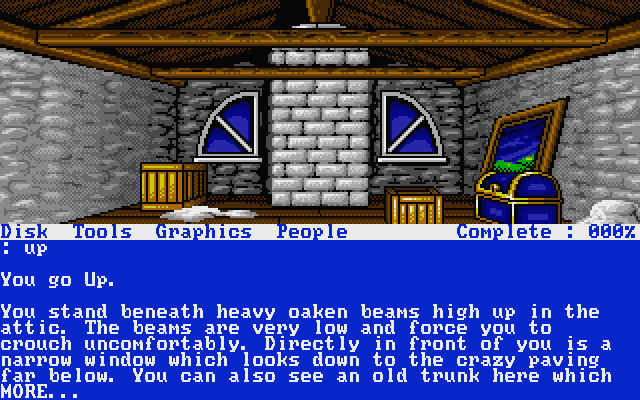 Disk Tools Graphics People Complete : 000%
: up
You go Up.
You stand beneath heavy oaken beams high up in the
attic. The beams are very low and force you to
crouch uncomfortably. Directly in front of you is a
narrow window which looks down to the crazy paving
far below. You can also see an old trunk here which
MORE...